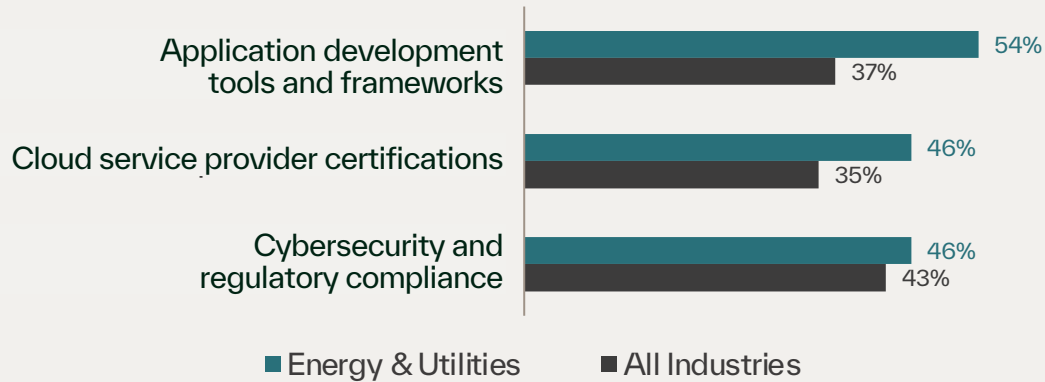 Application development
tools and frameworks
54%
37%
Cloud service provider certifications
46%
35%
Cybersecurity and
regulatory compliance
46%
43%
Energy & Utilities
All Industries